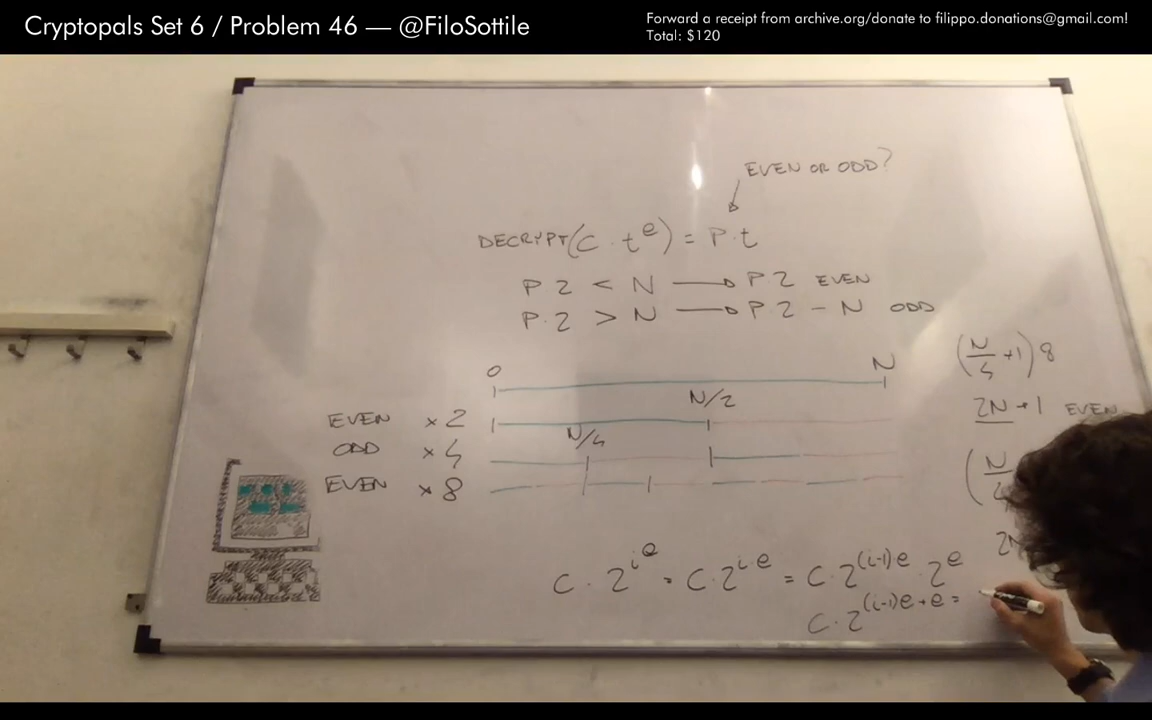 Cryptopals Set 6 / Problem 46 — @FiloSottile
Forward a receipt from archive.org/donate to filippo.donations@gmail.com!
Total: $120
EVEN OR ODD?
DECRYPT(C · t^e) = P · t
P 2 < N → P 2 EVEN
P · 2 > N → P 2 - N ODD
0 N
N/2
EVEN x 2
N/4
ODD x 4
EVEN x 8
(N/4 + 1) 8
2N + 1 EVEN
(N
2N
C · 2^i^e = C · 2^i·e = C · 2^(i-1)e · 2^e
C · 2^(i-1)e + e =